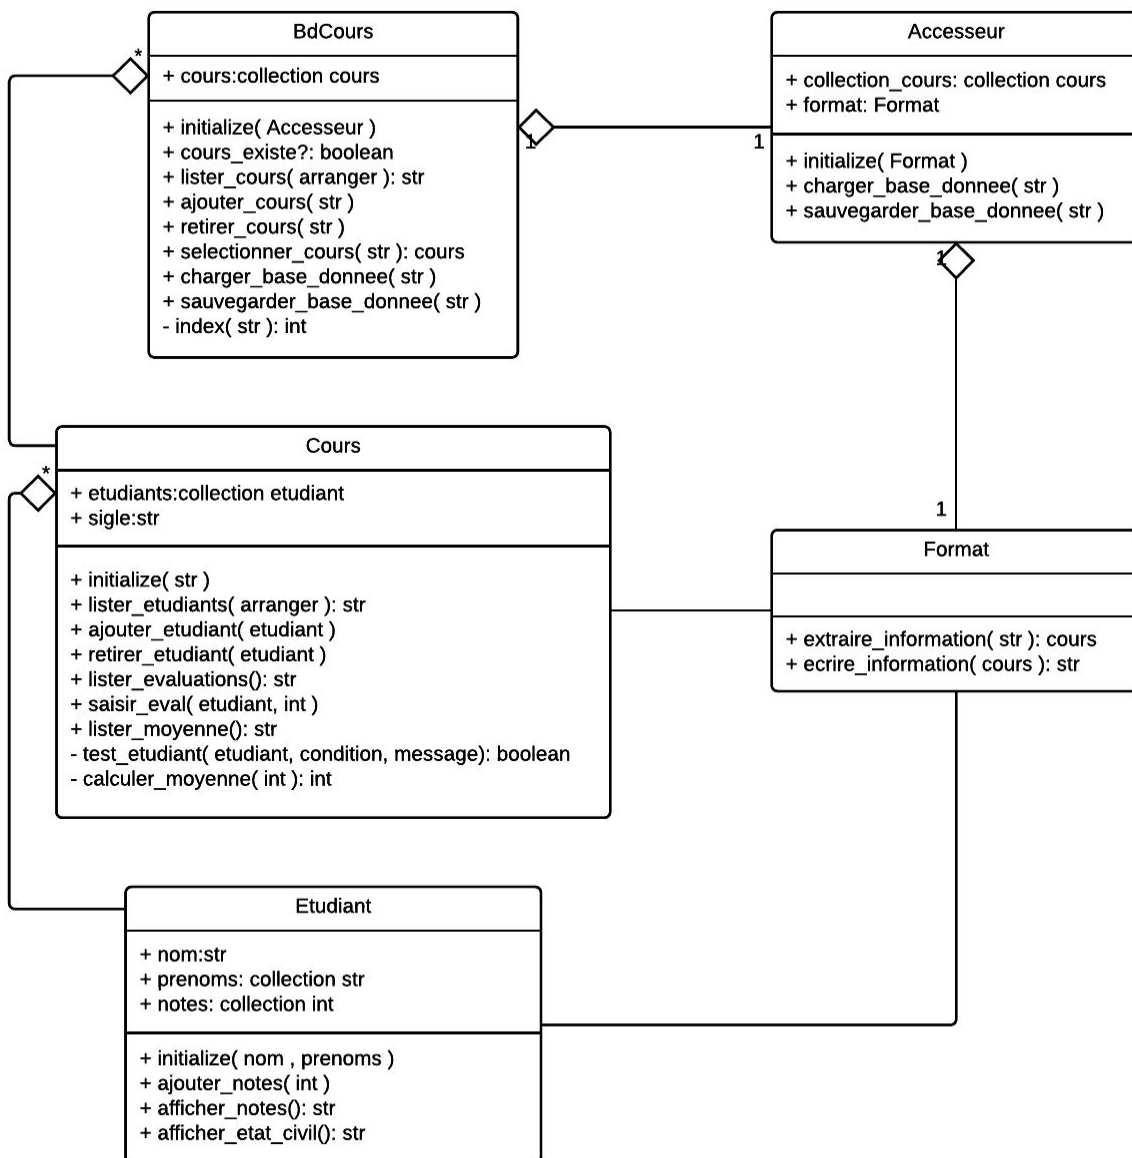 BdCours
*
+ cours:collection cours
+ initialize( Accesseur )
+ cours_existe?: boolean
+ lister_cours( arranger ): str
+ ajouter_cours( str )
+ retirer_cours( str )
+ selectionner_cours( str ): cours
+ charger_base_donnee( str )
+ sauvegarder_base_donnee( str )
- index( str ): int
1
1
Accesseur
+ collection_cours: collection cours
+ format: Format
+ initialize( Format )
+ charger_base_donnee( str )
+ sauvegarder_base_donnee( str )
1
1
Cours
*
+ etudiants:collection etudiant
+ sigle:str
+ initialize( str )
+ lister_etudiants( arranger ): str
+ ajouter_etudiant( etudiant )
+ retirer_etudiant( etudiant )
+ lister_evaluations(): str
+ saisir_eval( etudiant, int )
+ lister_moyenne(): str
- test_etudiant( etudiant, condition, message): boolean
- calculer_moyenne( int ): int
Format
+ extraire_information( str ): cours
+ ecrire_information( cours ): str
Etudiant
+ nom:str
+ prenoms: collection str
+ notes: collection int
+ initialize( nom , prenoms )
+ ajouter_notes( int )
+ afficher_notes(): str
+ afficher_etat_civil(): str